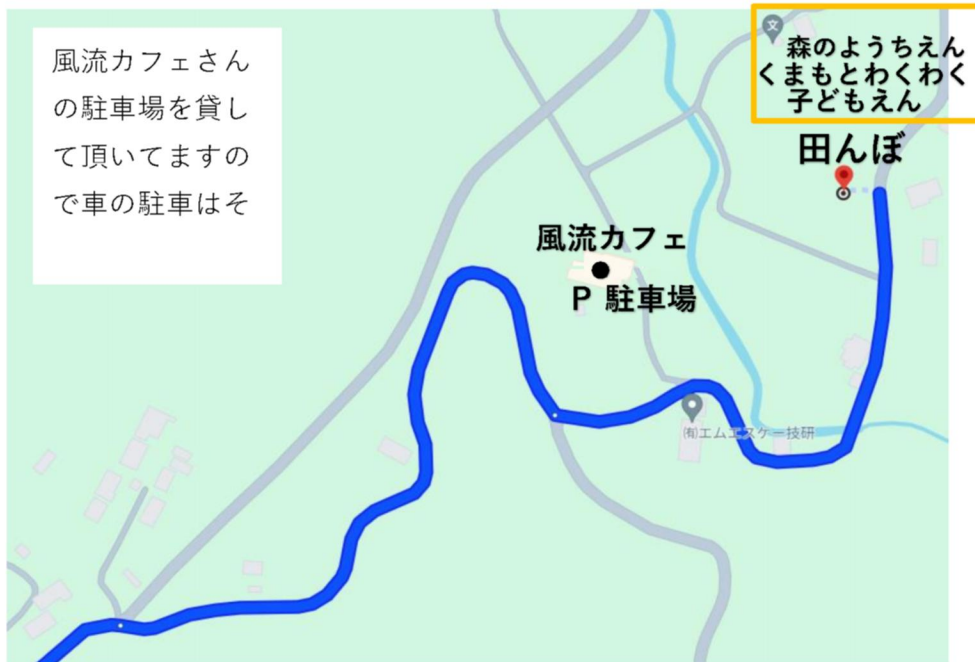 風流カフェさん
の駐車場を貸し
て頂いてますの
で車の駐車はそ
文
森のようちえん
くまもとわくわく
子どもえん
田んぼ
風流カフェ
P 駐車場
㈲エムエスケー技研